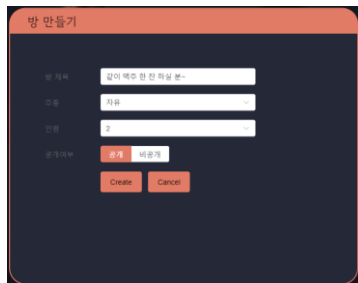 방 만들기
방 제목
같이 맥주 한 잔 하실 분~
주종
자유
인원
2
공개여부
공개
비공개
Create
Cancel